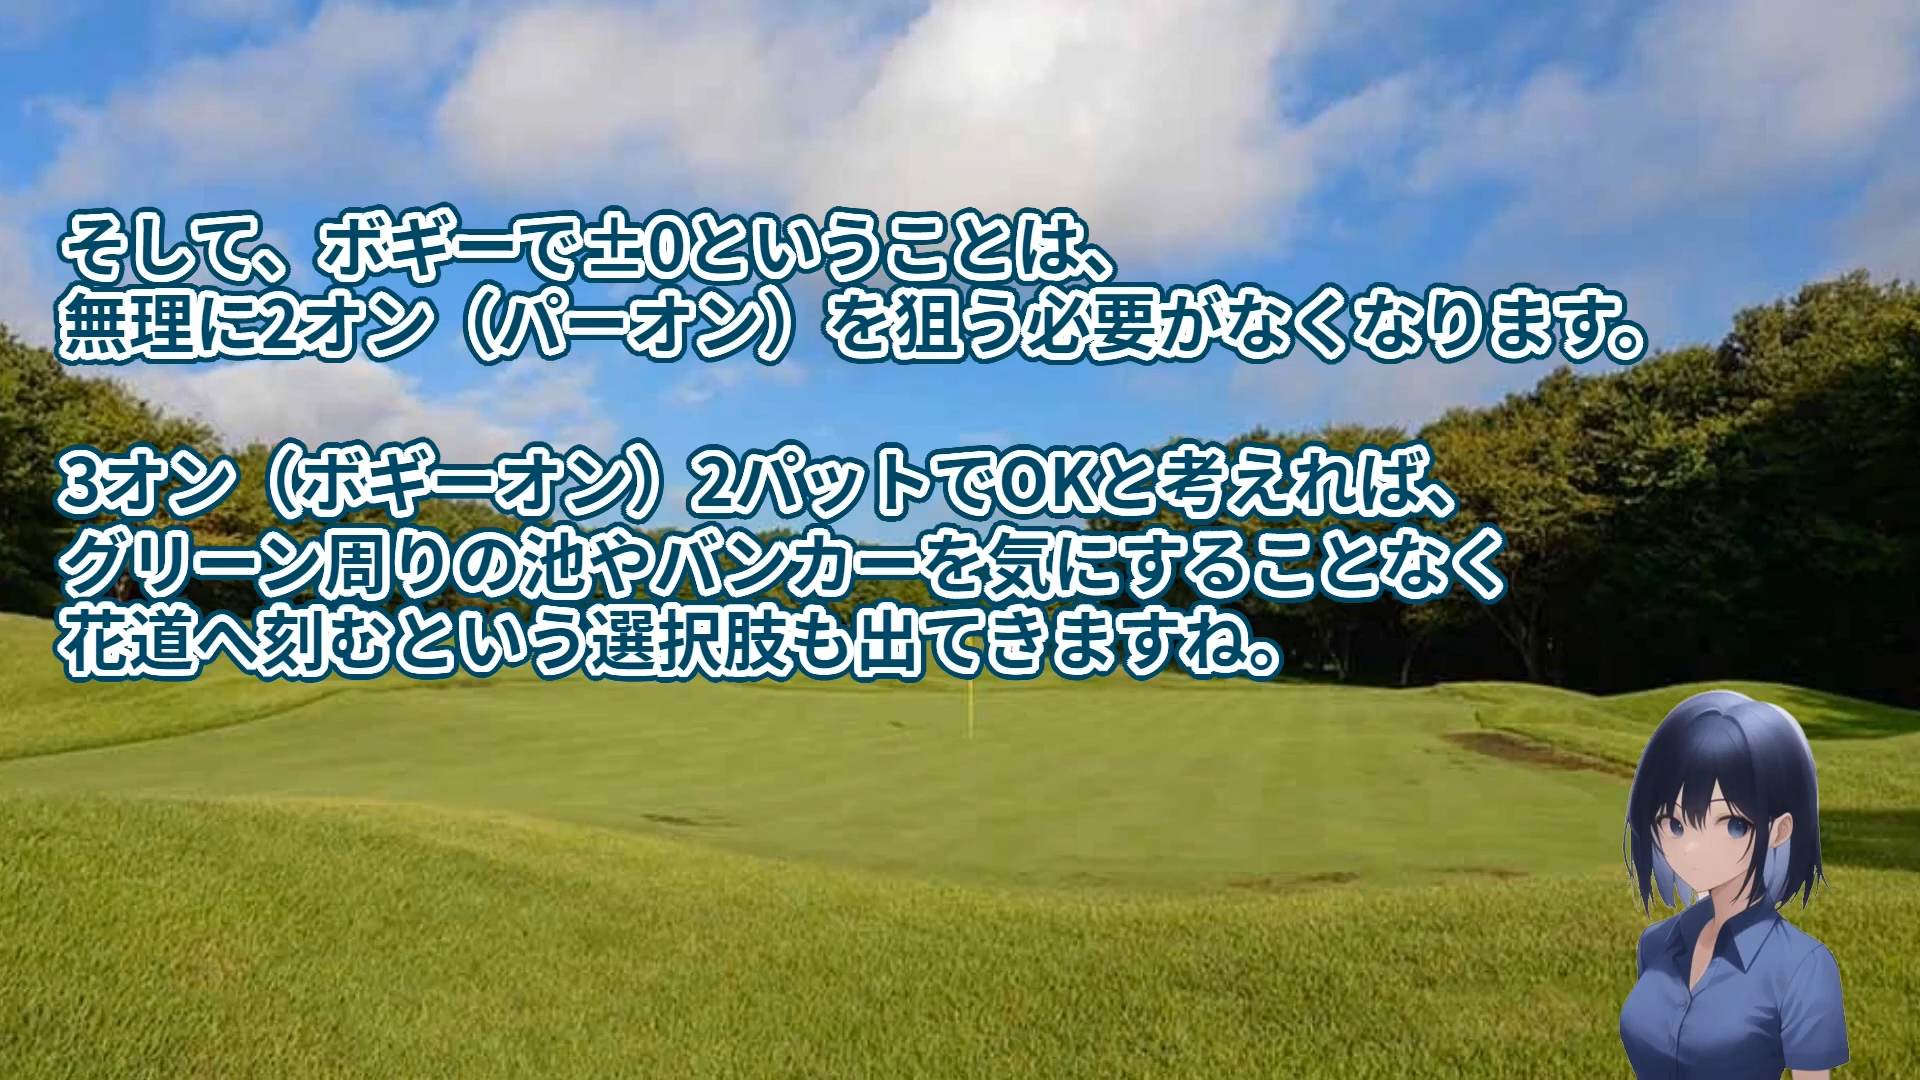 そして、ボギーで±0ということは、
無理に2オン（パーオン）を狙う必要がなくなります。
3オン（ボギーオン）2パットでOKと考えれば、
グリーン周りの池やバンカーを気にすることなく
花道へ刻むという選択肢も出てきますね。